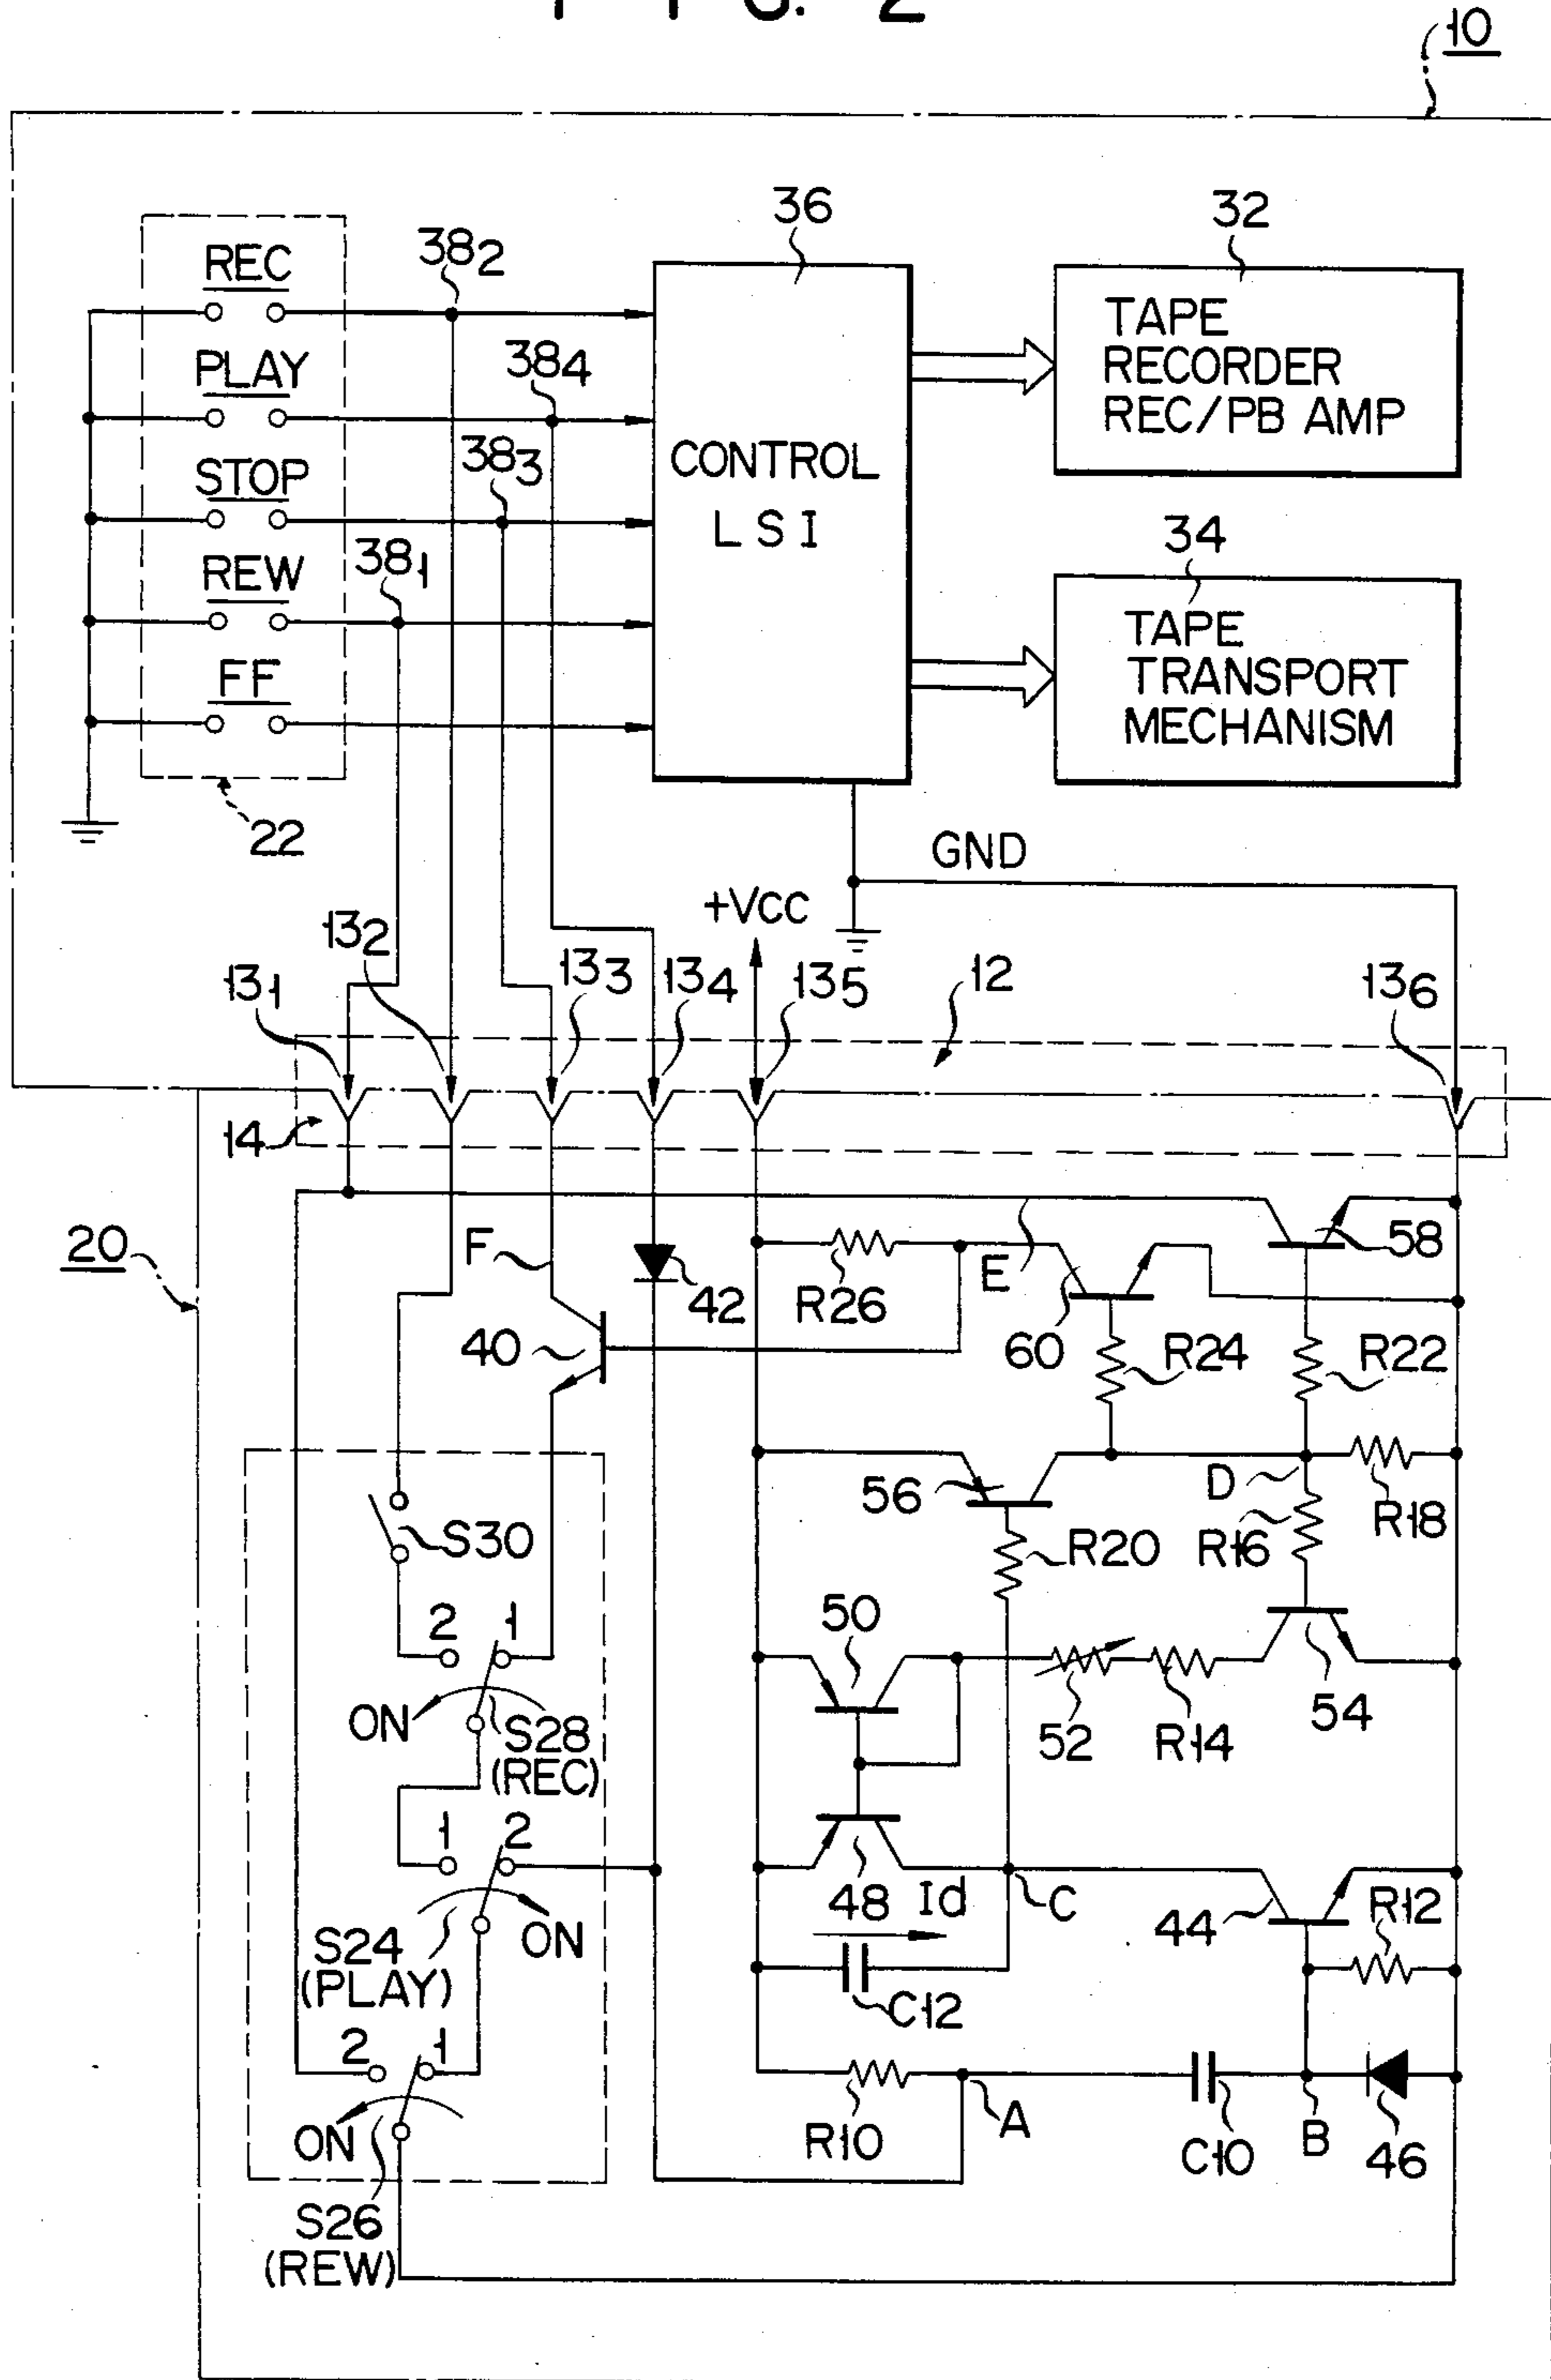 FIG. 2
10
36
32
REC
38₂
TAPE
RECORDER
REC/PB AMP
PLAY
38₄
CONTROL
LSI
STOP
38₃
34
REW
38₁
TAPE
TRANSPORT
MECHANISM
FF
22
GND
+VCC
13₁
13₂
13₃
13₄
13₅
12
13₆
14
20
F
42
R26
E
58
40
60
R24
R22
56
D
S30
R20
R16
R18
2 1
50
ON
S28
(REC)
52
R14
54
1 2
48
Id
C
44
R12
S24
(PLAY)
ON
C12
2 1
ON
R10
A
C10
B
46
S26
(REW)